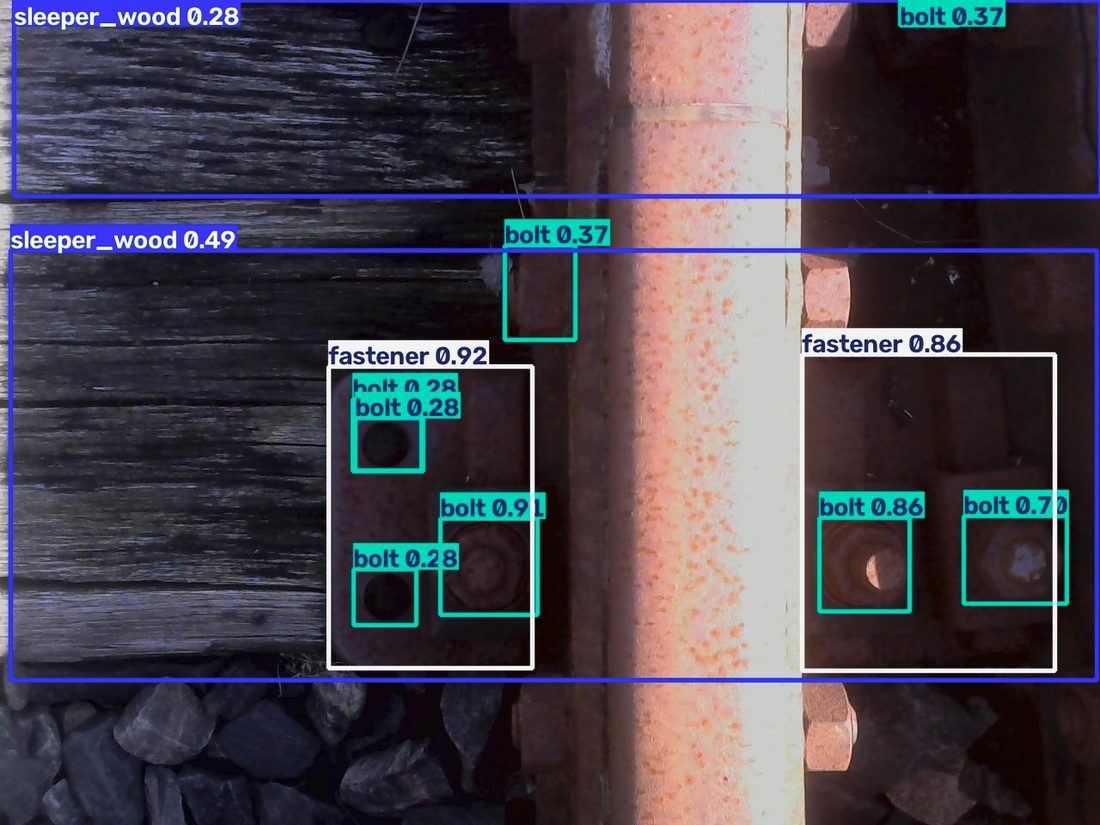 sleeper_wood 0.28
bolt 0.37
sleeper_wood 0.49
bolt 0.37
fastener 0.92
fastener 0.86
bolt 0.28
bolt 0.28
bolt 0.91
bolt 0.86
bolt 0.70
bolt 0.28